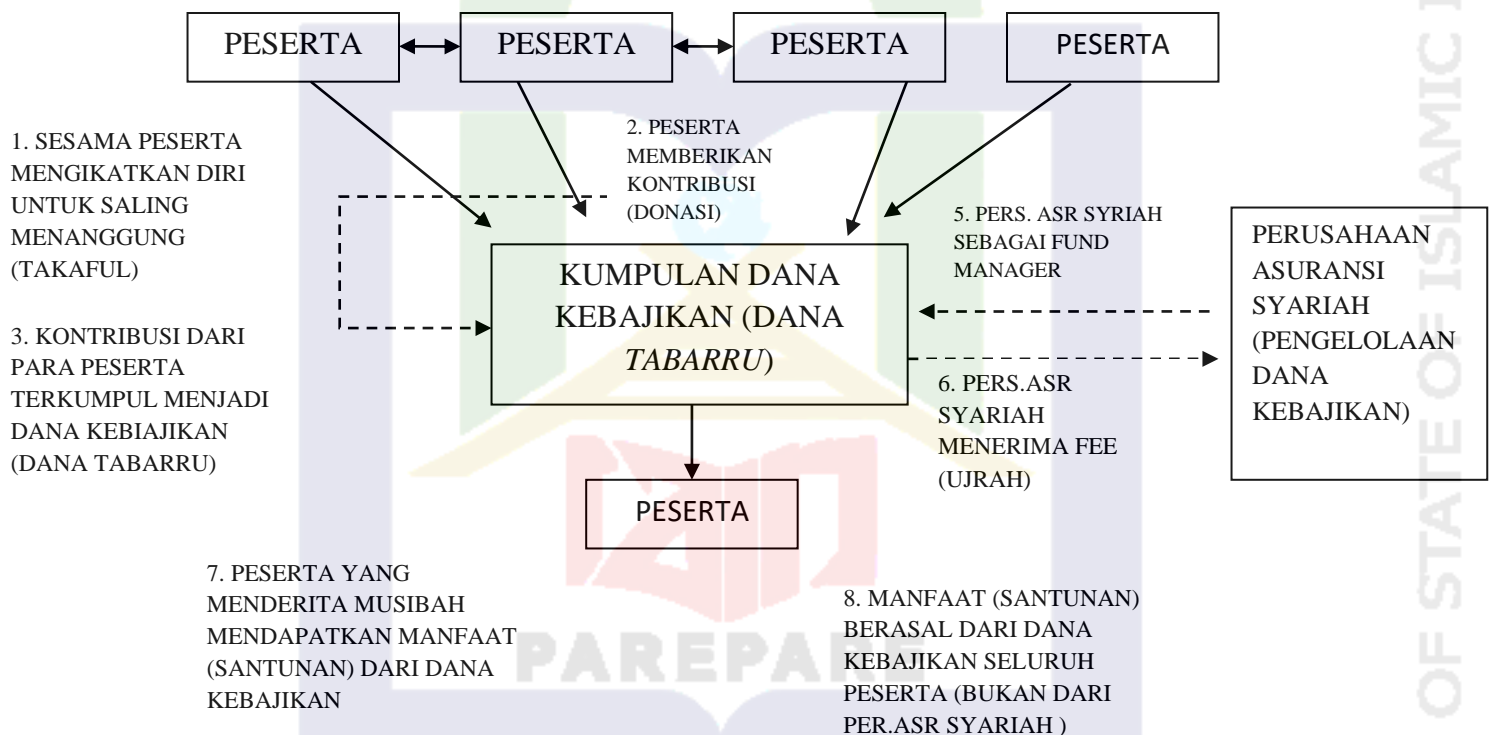 PESERTA
PESERTA
PESERTA
PESERTA
1. SESAMA PESERTA
MENGIKATKAN DIRI
UNTUK SALING
MENANGGUNG
(TAKAFUL)
2. PESERTA
MEMBERIKAN
KONTRIBUSI
(DONASI)
3. KONTRIBUSI DARI
PARA PESERTA
TERKUMPUL MENJADI
DANA KEBIAJIKAN
(DANA TABARRU)
KUMPULAN DANA
KEBAJIKAN (DANA
TABARRU)
5. PERS. ASR SYRIAH
SEBAGAI FUND
MANAGER
6. PERS.ASR
SYARIAH
MENERIMA FEE
(UJRAH)
PERUSAHAAN
ASURANSI
SYARIAH
(PENGELOLAAN
DANA
KEBAJIKAN)
PESERTA
7. PESERTA YANG
MENDERITA MUSIBAH
MENDAPATKAN MANFAAT
(SANTUNAN) DARI DANA
KEBAJIKAN
8. MANFAAT (SANTUNAN)
BERASAL DARI DANA
KEBAJIKAN SELURUH
PESERTA (BUKAN DARI
PER.ASR SYARIAH )
PAREPARE
OF STATE OF ISLAMIC